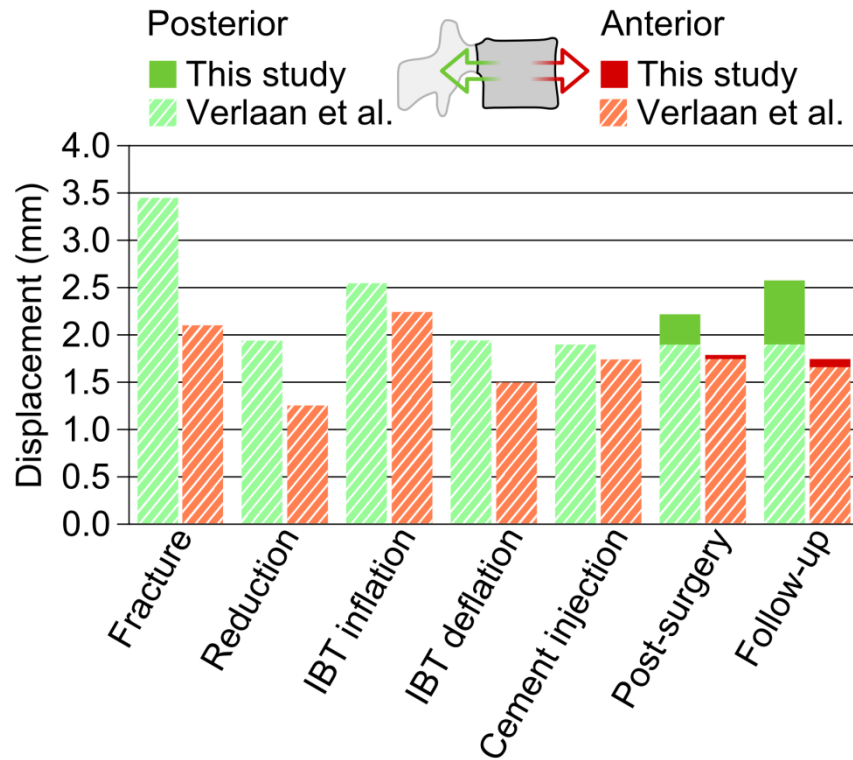 Posterior
This study
Verlaan et al.
Anterior
This study
Verlaan et al.
Displacement (mm)
4.0
3.5
3.0
2.5
2.0
1.5
1.0
0.5
0.0
Fracture
Reduction
IBT inflation
IBT deflation
Cement injection
Post-surgery
Follow-up